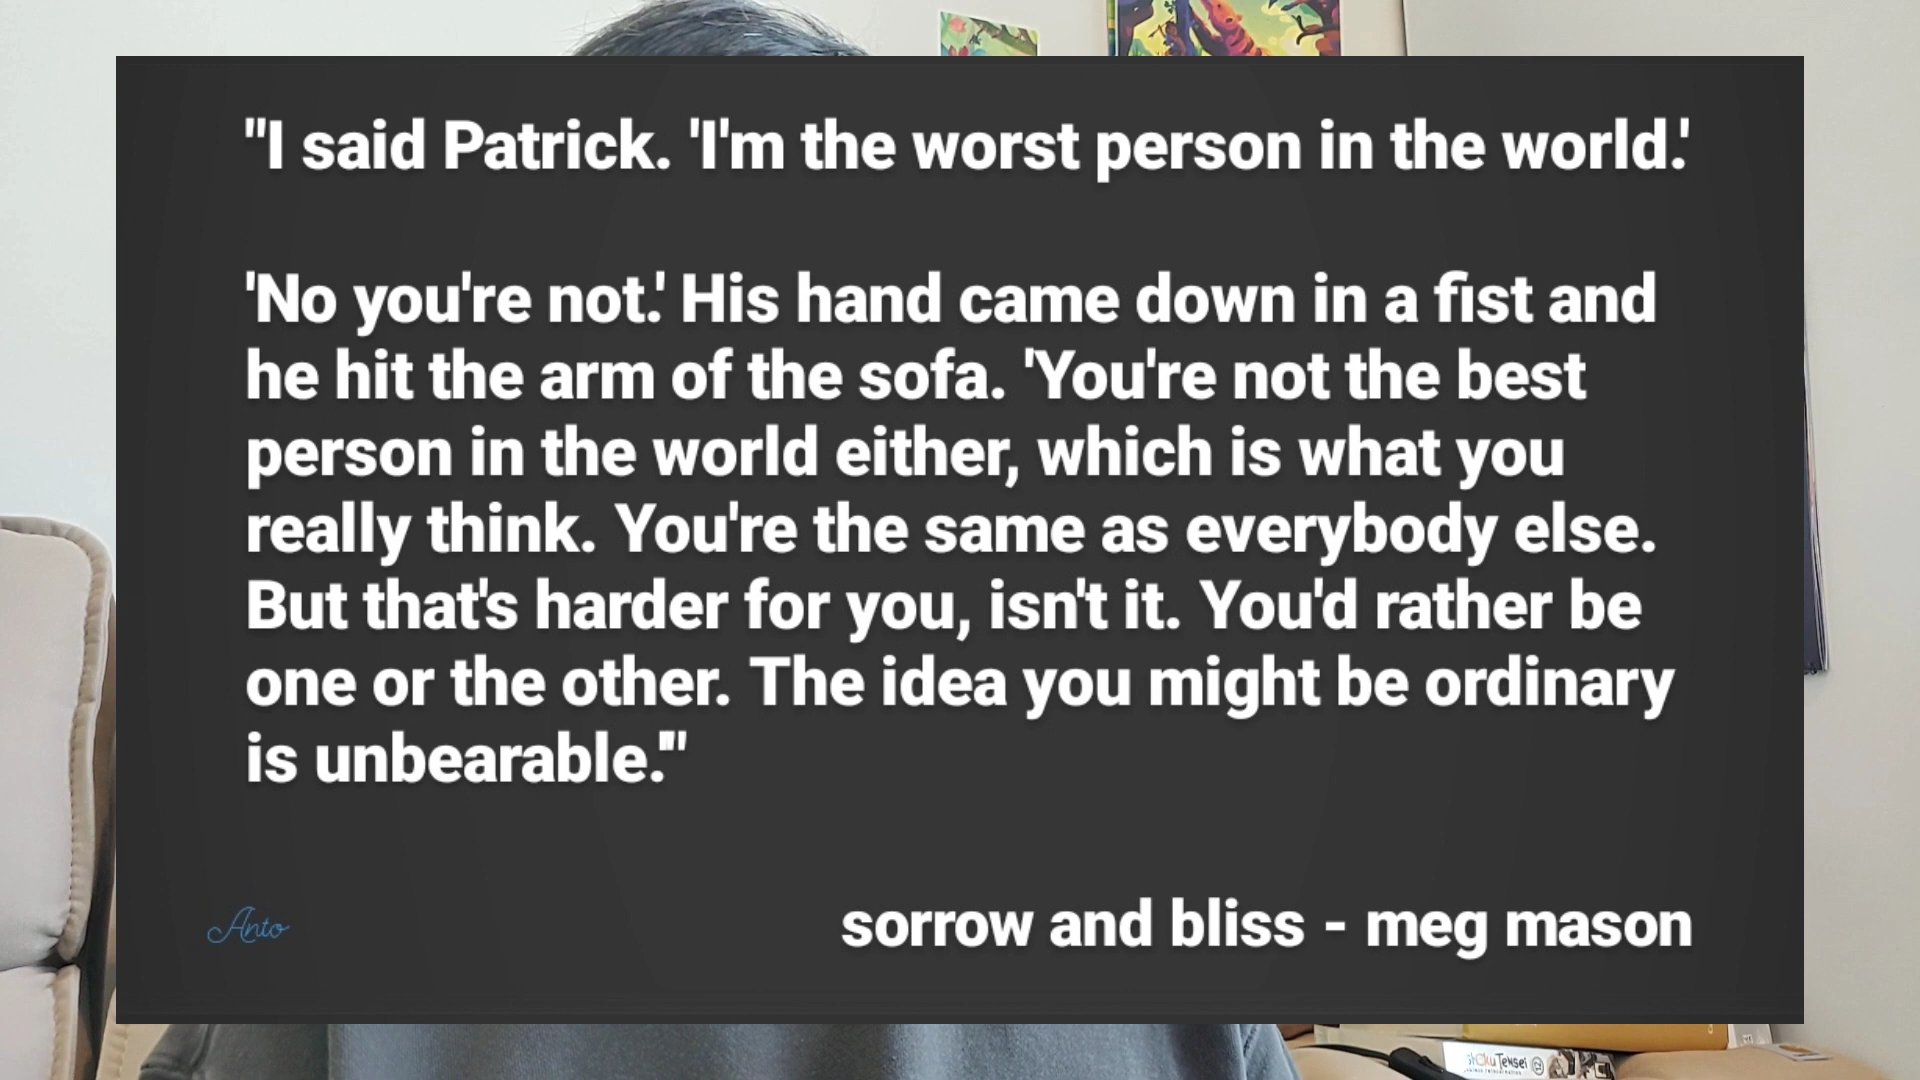 "I said Patrick. 'I'm the worst person in the world.'
'No you're not.' His hand came down in a fist and
he hit the arm of the sofa. 'You're not the best
person in the world either, which is what you
really think. You're the same as everybody else.
But that's harder for you, isn't it. You'd rather be
one or the other. The idea you might be ordinary
is unbearable.'"
Anto
sorrow and bliss - meg mason
Tensei